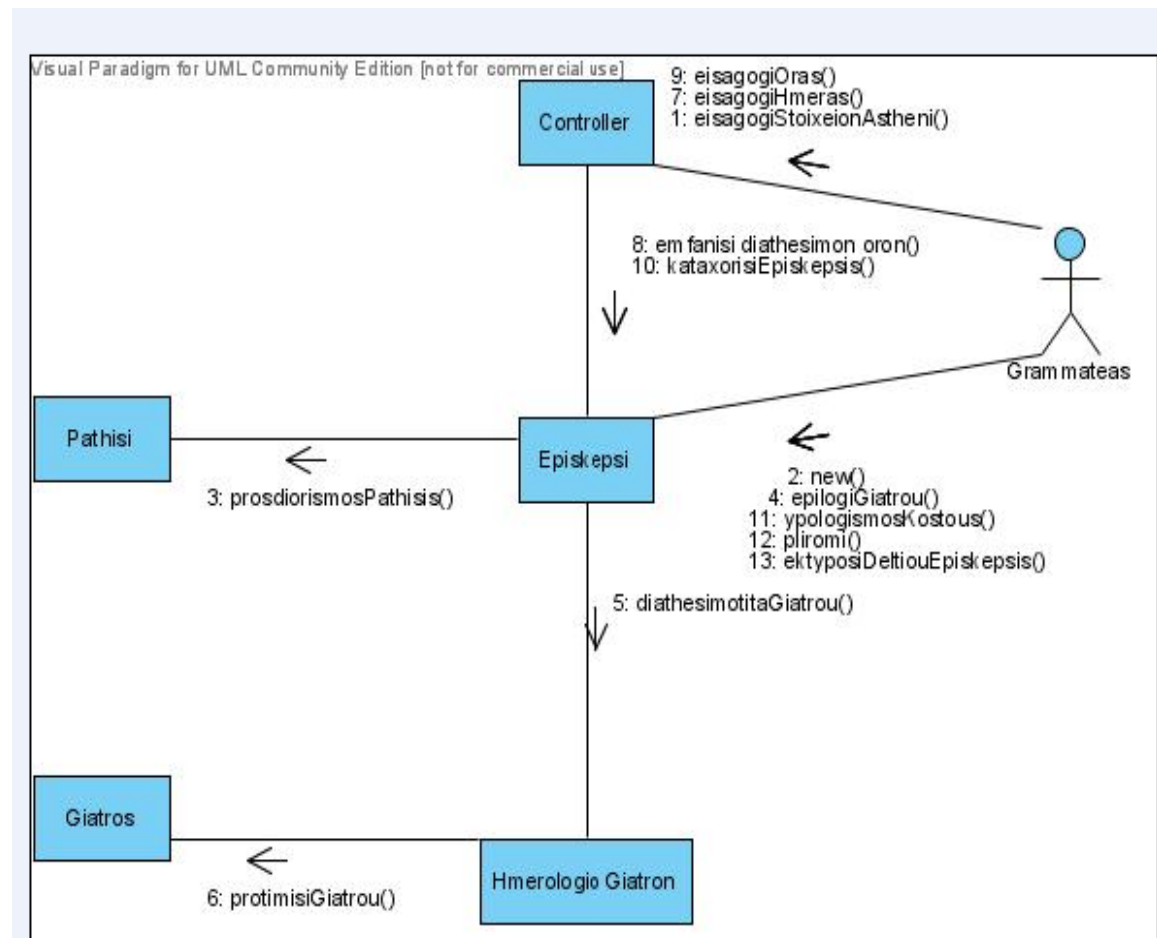 Visual Paradigm for UML Community Edition [not for commercial use]
9: eisagogiOras()
7: eisagogiHmeras()
1: eisagogiStoixeionAstheni()
Controller
8: emfanisi diathesimon oron()
10: kataxorisiEpiskepsis()
Grammateas
Pathisi
Episkepsi
3: prosdiorismosPathisis()
2: new()
4: epilogiGiatrou()
11: ypologismosKostous()
12: pliromi()
13: ektyposiDeltiouEpiskepsis()
5: diathesimotitaGiatrou()
Giatros
Hmerologio Giatron
6: protimisiGiatrou()